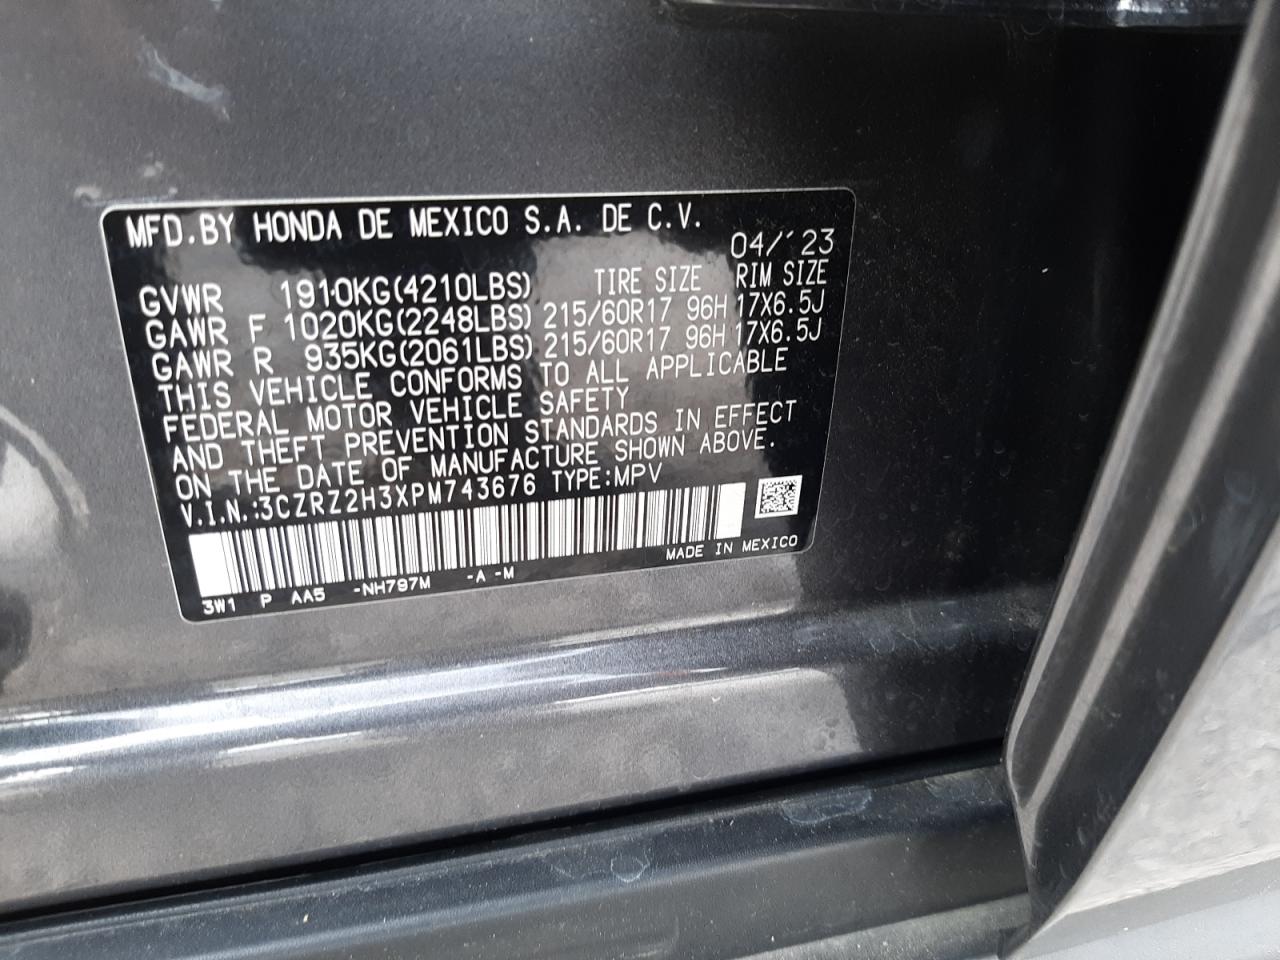 MFD.BY HONDA DE MEXICO S.A. DE C.V.
04/'23
TIRE SIZE RIM SIZE
GVWR 1910KG(4210LBS)
GAWR F 1020KG(2248LBS) 215/60R17 96H 17X6.5J
GAWR R 935KG(2061LBS) 215/60R17 96H 17X6.5J
THIS VEHICLE CONFORMS TO ALL APPLICABLE
FEDERAL MOTOR VEHICLE SAFETY
AND THEFT PREVENTION STANDARDS IN EFFECT
ON THE DATE OF MANUFACTURE SHOWN ABOVE.
V.I.N.:3CZRZ2H3XPM743676 TYPE:MPV
MADE IN MEXICO
3W1 P AA5 -NH797M -A -M